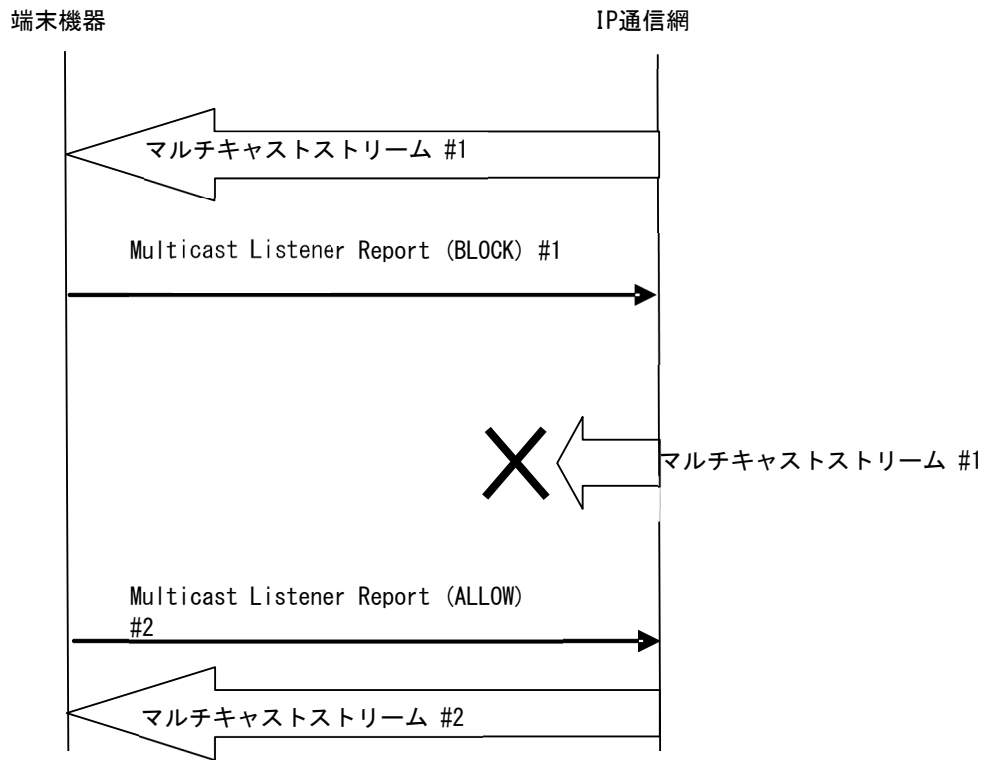 端末機器
IP通信網
マルチキャストストリーム #1
Multicast Listener Report (BLOCK) #1
マルチキャストストリーム #1
Multicast Listener Report (ALLOW)
#2
マルチキャストストリーム #2